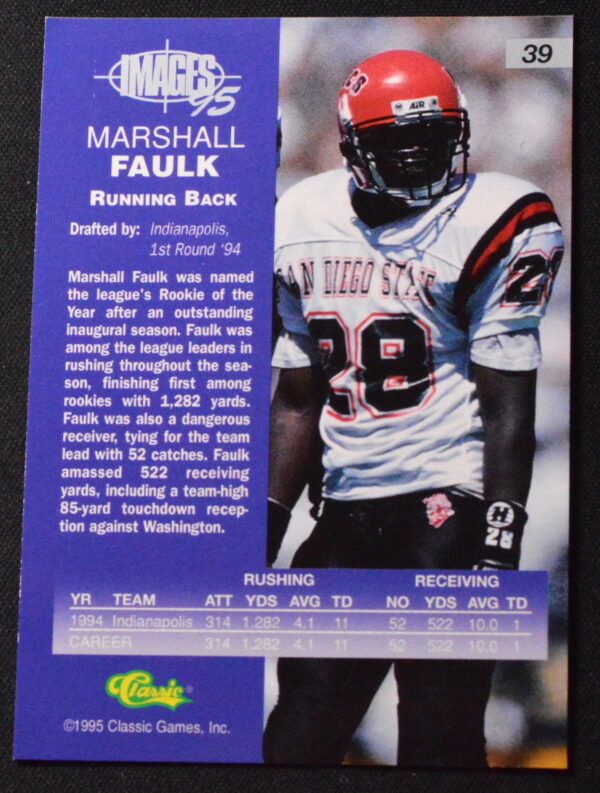 39
IMAGES
95
MARSHALL
FAULK
RUNNING BACK
Drafted by: Indianapolis,
1st Round '94
Marshall Faulk was named
the league's Rookie of the
Year after an outstanding
inaugural season. Faulk was
among the league leaders in
rushing throughout the sea-
son, finishing first among
rookies with 1,282 yards.
Faulk was also a dangerous
receiver, tying for the team
lead with 52 catches. Faulk
amassed 522 receiving
yards, including a team-high
85-yard touchdown recep-
tion against Washington.
AIR
SAN DIEGO STATE
28
28
H
28
RUSHING RECEIVING
YR TEAM ATT YDS AVG TD NO YDS AVG TD
1994 Indianapolis 314 1,282 4.1 11 52 522 10.0 1
CAREER 314 1,282 4.1 11 52 522 10.0 1
Classic®
©1995 Classic Games, Inc.